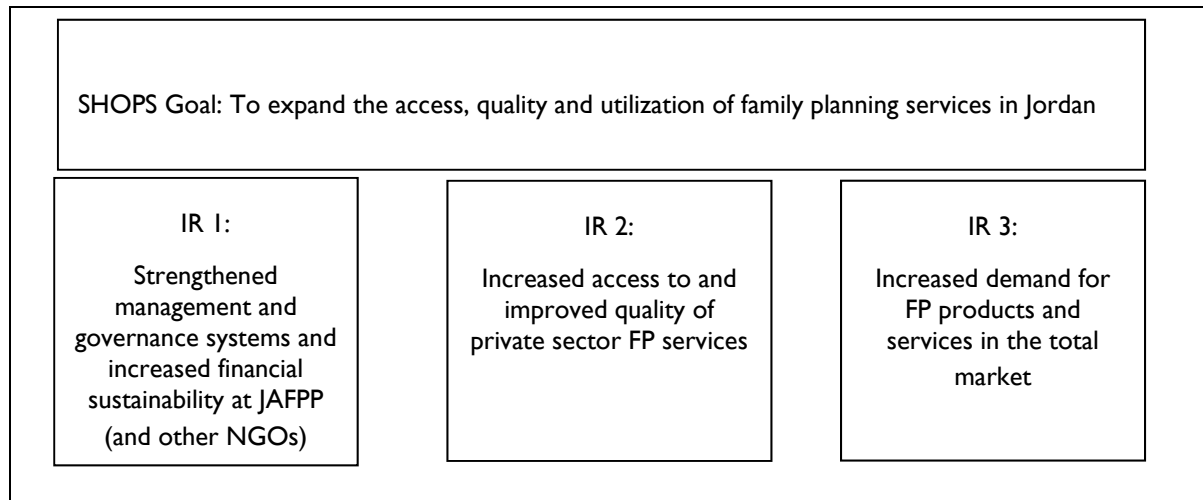 SHOPS Goal: To expand the access, quality and utilization of family planning services in Jordan
IR 1:
Strengthened
management and
governance systems and
increased financial
sustainability at JAFPP
(and other NGOs)
IR 2:
Increased access to and
improved quality of
private sector FP services
IR 3:
Increased demand for
FP products and
services in the total
market